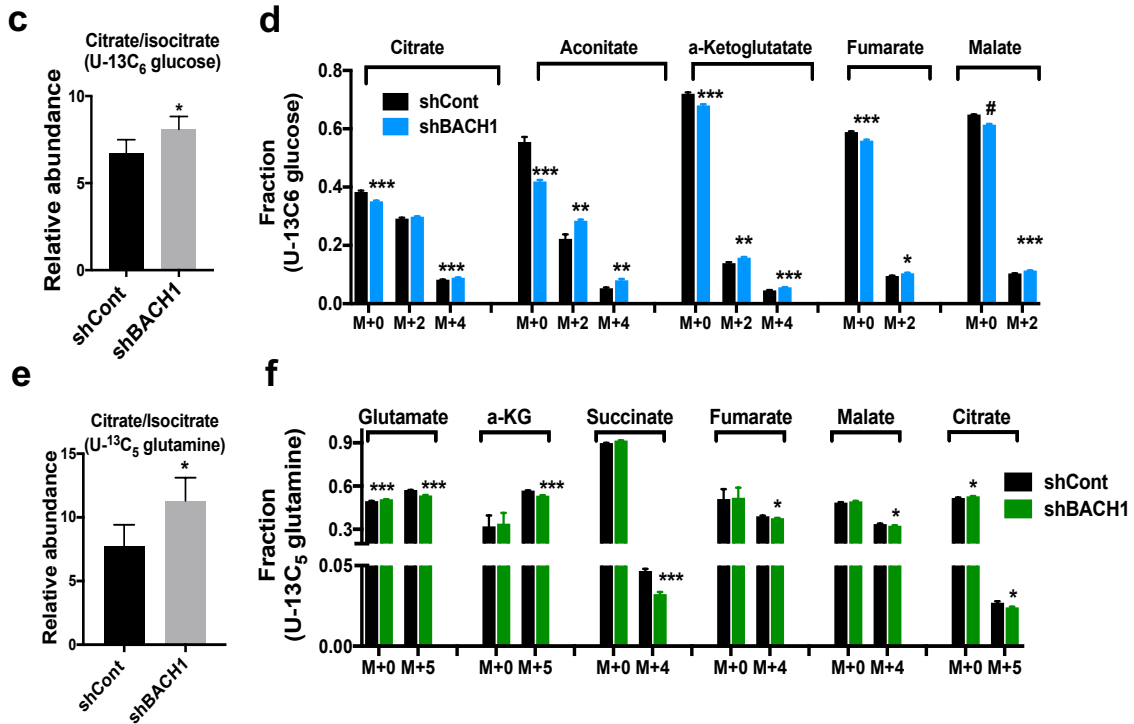 c
Citrate/isocitrate
(U-13C6 glucose)
Relative abundance
10
5
0
*
shCont
shBACH1
d
Citrate
Aconitate
a-Ketoglutatate
Fumarate
Malate
shCont
shBACH1
Fraction
(U-13C6 glucose)
0.8
0.6
0.4
0.2
0.0
*** ***
*** ** **
*** ** ***
*** *
# ***
M+0 M+2 M+4 M+0 M+2 M+4 M+0 M+2 M+4 M+0 M+2 M+0 M+2
e
Citrate/Isocitrate
(U-13C5 glutamine)
Relative abundance
15
10
5
0
*
shCont
shBACH1
f
Glutamate
a-KG
Succinate
Fumarate
Malate
Citrate
shCont
shBACH1
Fraction
(U-13C5 glutamine)
0.9
0.6
0.3
0.05
0.00
*** ***
***
***
*
*
* *
M+0 M+5 M+0 M+5 M+0 M+4 M+0 M+4 M+0 M+4 M+0 M+5